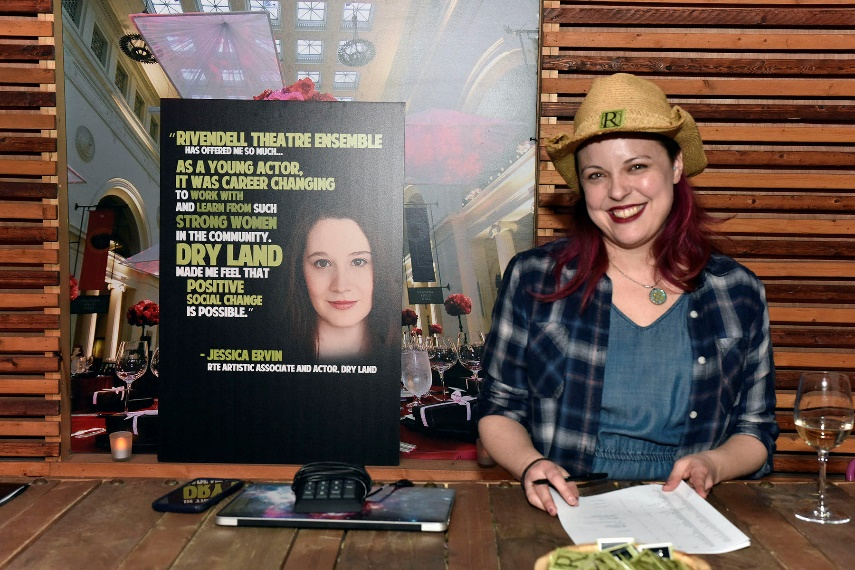 "RIVENDELL THEATRE ENSEMBLE
HAS OFFERED ME SO MUCH...
AS A YOUNG ACTOR,
IT WAS CAREER CHANGING
TO WORK WITH
AND LEARN FROM SUCH
STRONG WOMEN
IN THE COMMUNITY.
DRY LAND
MADE ME FEEL THAT
POSITIVE
SOCIAL CHANGE
IS POSSIBLE."
- JESSICA ERVIN
RTE ARTISTIC ASSOCIATE AND ACTOR, DRY LAND
R
DRY
R